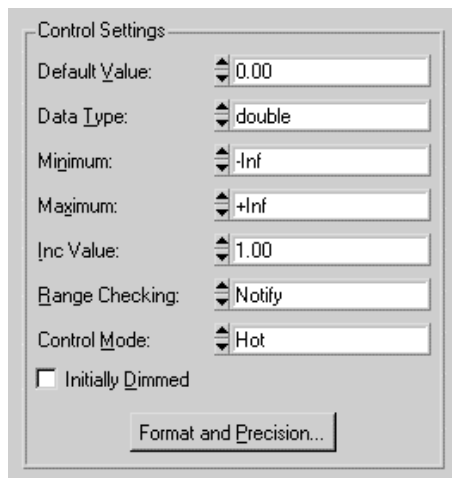 Control Settings
Default Value: 0.00
Data Type: double
Minimum: -Inf
Maximum: +Inf
Inc Value: 1.00
Range Checking: Notify
Control Mode: Hot
Initially Dimmed
Format and Precision...